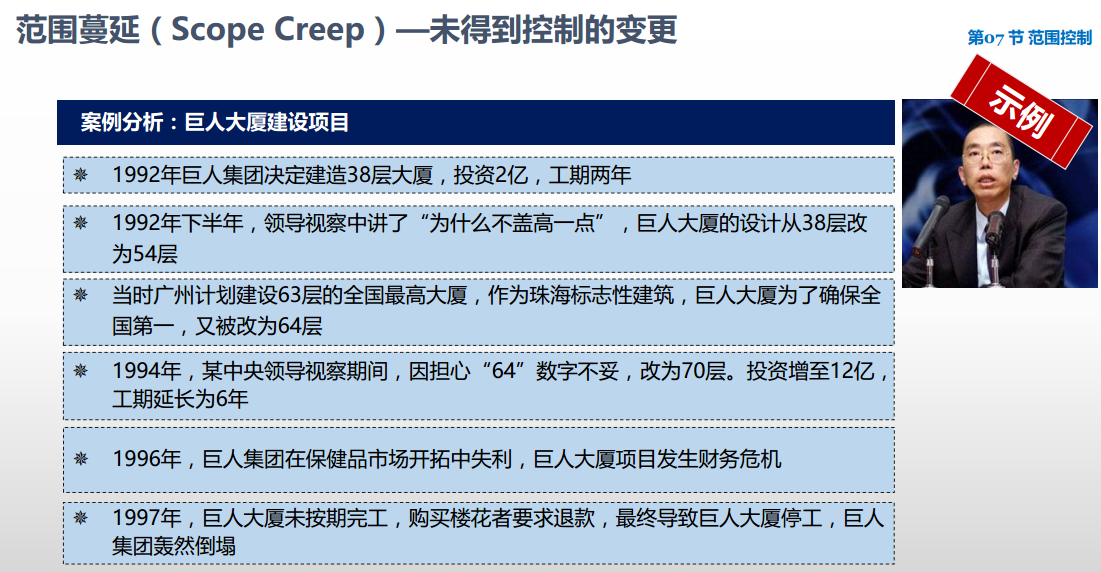 范围蔓延（Scope Creep）—未得到控制的变更
第07 节 范围控制
示例
案例分析：巨人大厦建设项目
1992年巨人集团决定建造38层大厦，投资2亿，工期两年
1992年下半年，领导视察中讲了“为什么不盖高一点”，巨人大厦的设计从38层改
为54层
当时广州计划建设63层的全国最高大厦，作为珠海标志性建筑，巨人大厦为了确保全
国第一，又被改为64层
1994年，某中央领导视察期间，因担心“64”数字不妥，改为70层。投资增至12亿，
工期延长为6年
1996年，巨人集团在保健品市场开拓中失利，巨人大厦项目发生财务危机
1997年，巨人大厦未按期完工，购买楼花者要求退款，最终导致巨人大厦停工，巨人
集团轰然倒塌